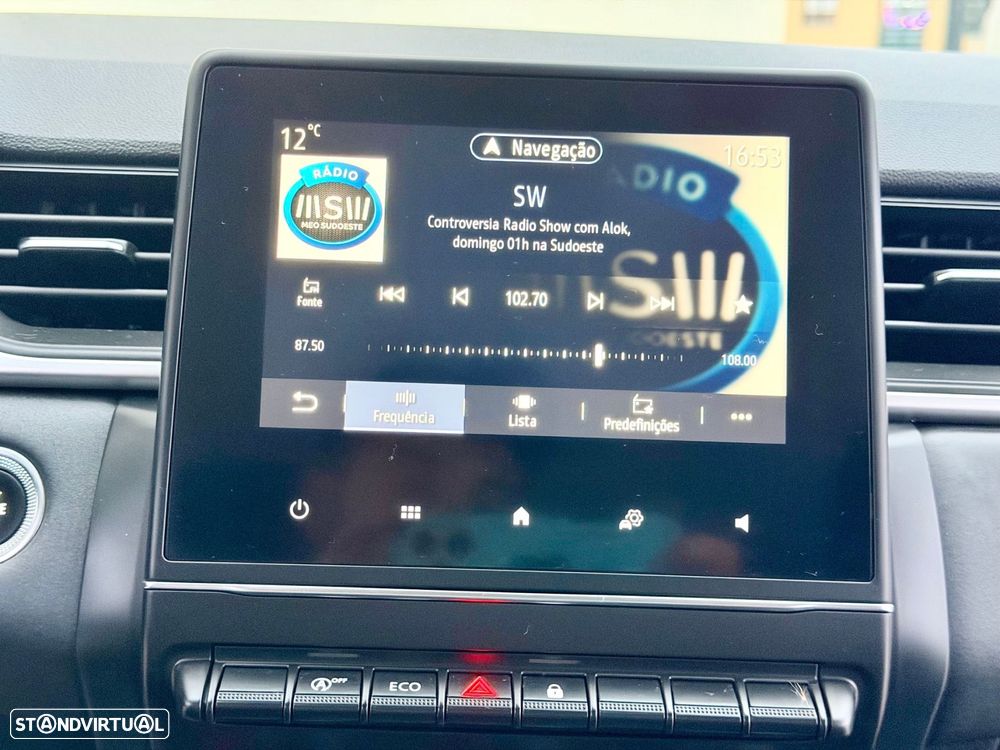 12°C
Navegação
16:53
RÁDIO
MEO SUDOESTE
SW
Controversia Radio Show com Alok,
domingo 01h na Sudoeste
Fonte
102.70
87.50
108.00
Frequência
Lista
Predefinições
OFF
ECO
STANDVIRTUAL